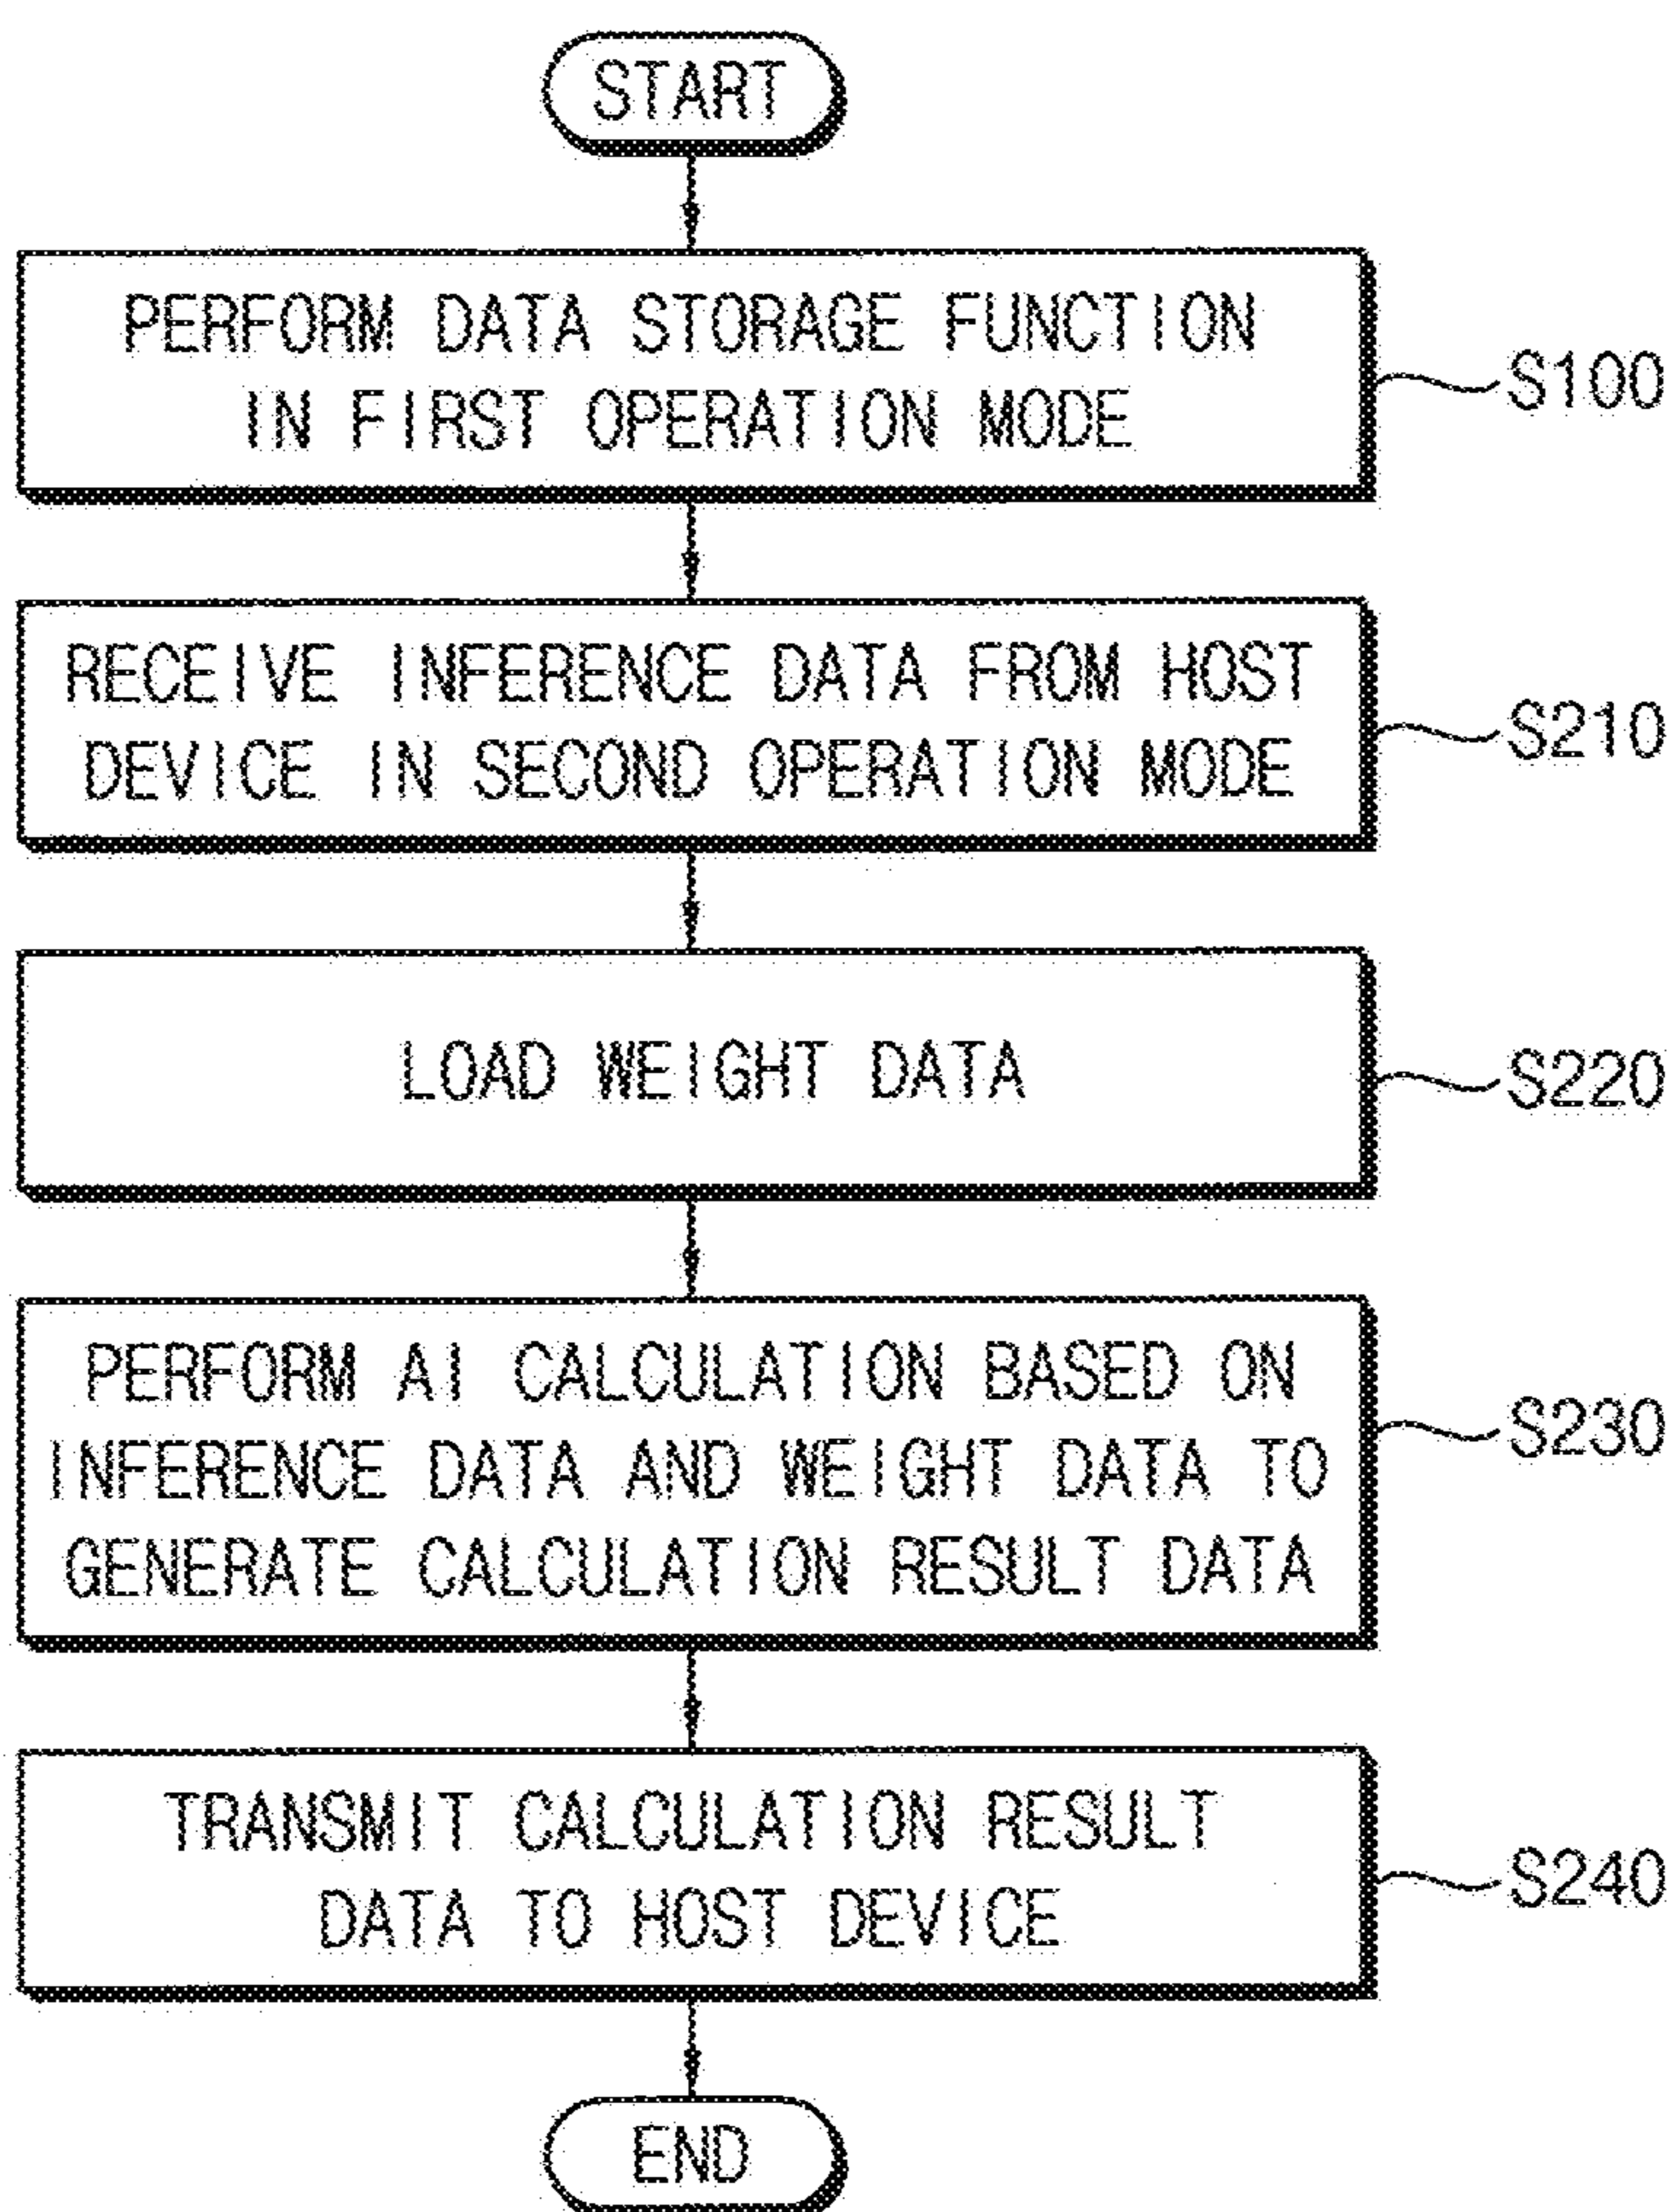 START
PERFORM DATA STORAGE FUNCTION
IN FIRST OPERATION MODE
S100
RECEIVE INFERENCE DATA FROM HOST
DEVICE IN SECOND OPERATION MODE
S210
LOAD WEIGHT DATA
S220
PERFORM AI CALCULATION BASED ON
INFERENCE DATA AND WEIGHT DATA TO
GENERATE CALCULATION RESULT DATA
S230
TRANSMIT CALCULATION RESULT
DATA TO HOST DEVICE
S240
END